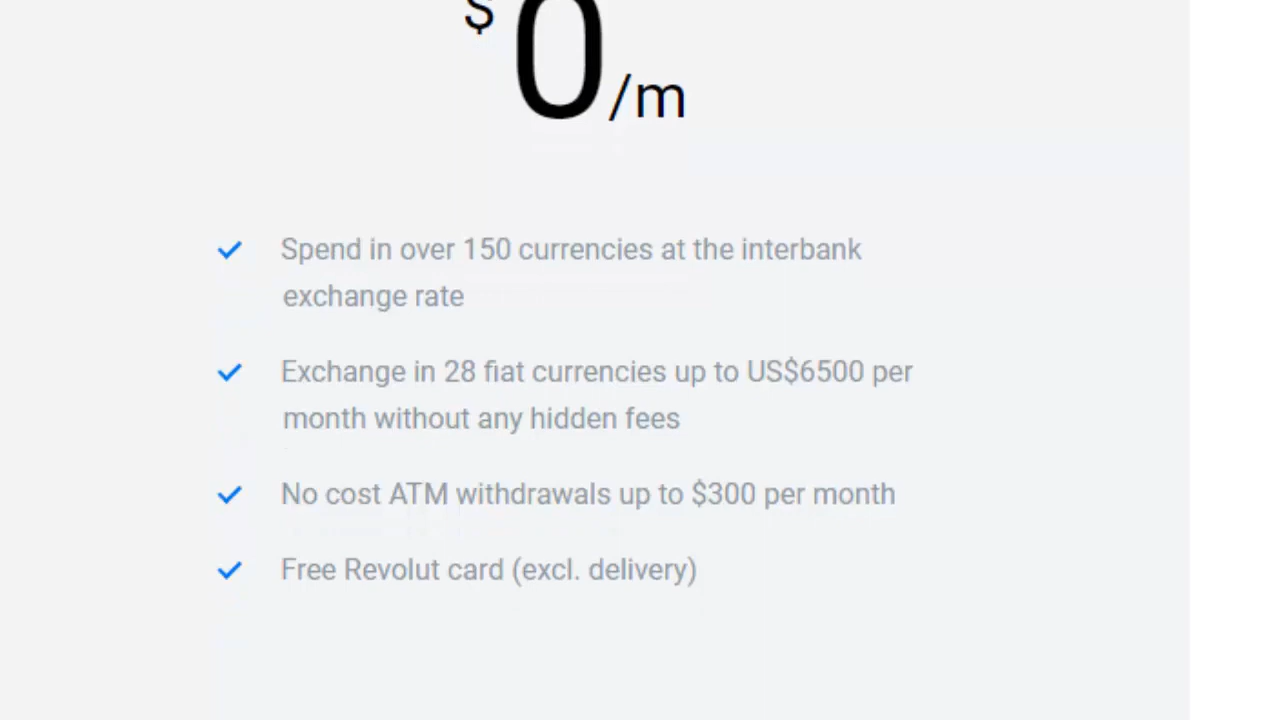 $0/m
Spend in over 150 currencies at the interbank
exchange rate
Exchange in 28 fiat currencies up to US$6500 per
month without any hidden fees
No cost ATM withdrawals up to $300 per month
Free Revolut card (excl. delivery)